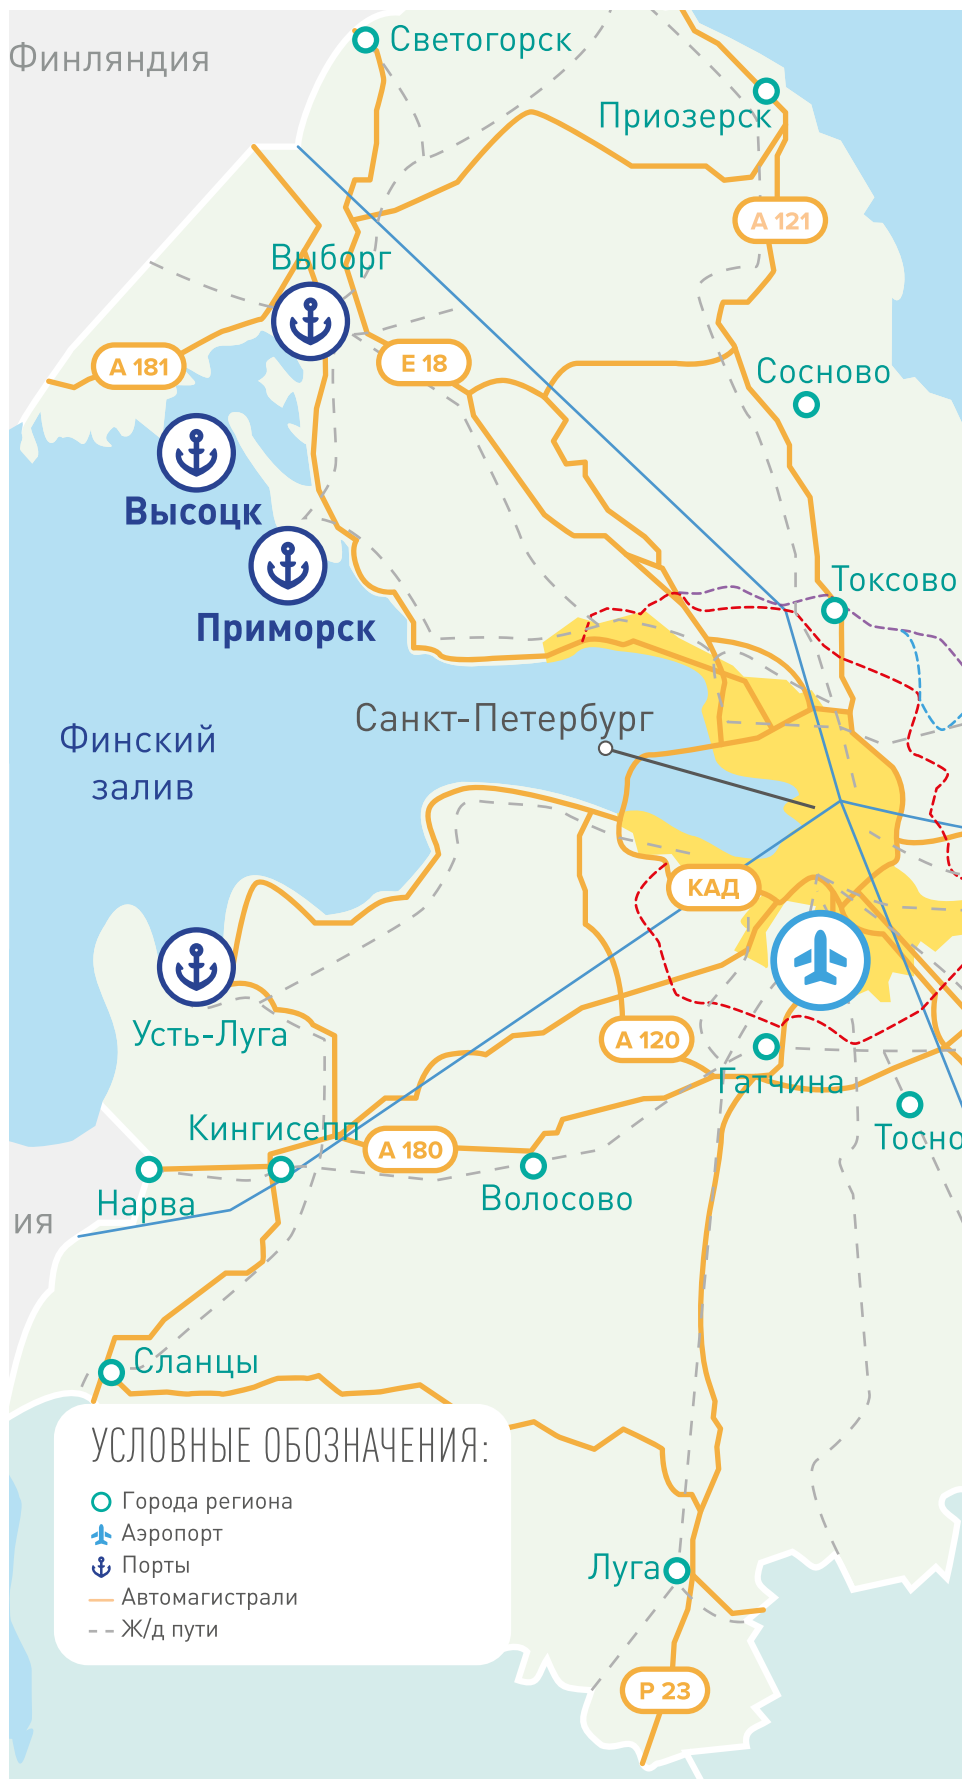 Финляндия
Светогорск
Приозерск
А 121
Выборг
А 181
Е 18
Сосново
Высоцк
Токсово
Приморск
Санкт-Петербург
Финский
залив
КАД
Усть-Луга
А 120
Гатчина
Кингисепп
А 180
Тосно
Нарва
Волосово
ия
Сланцы
УСЛОВНЫЕ ОБОЗНАЧЕНИЯ:
Города региона
Аэропорт
Порты
Автомагистрали
Ж/д пути
Луга
Р 23